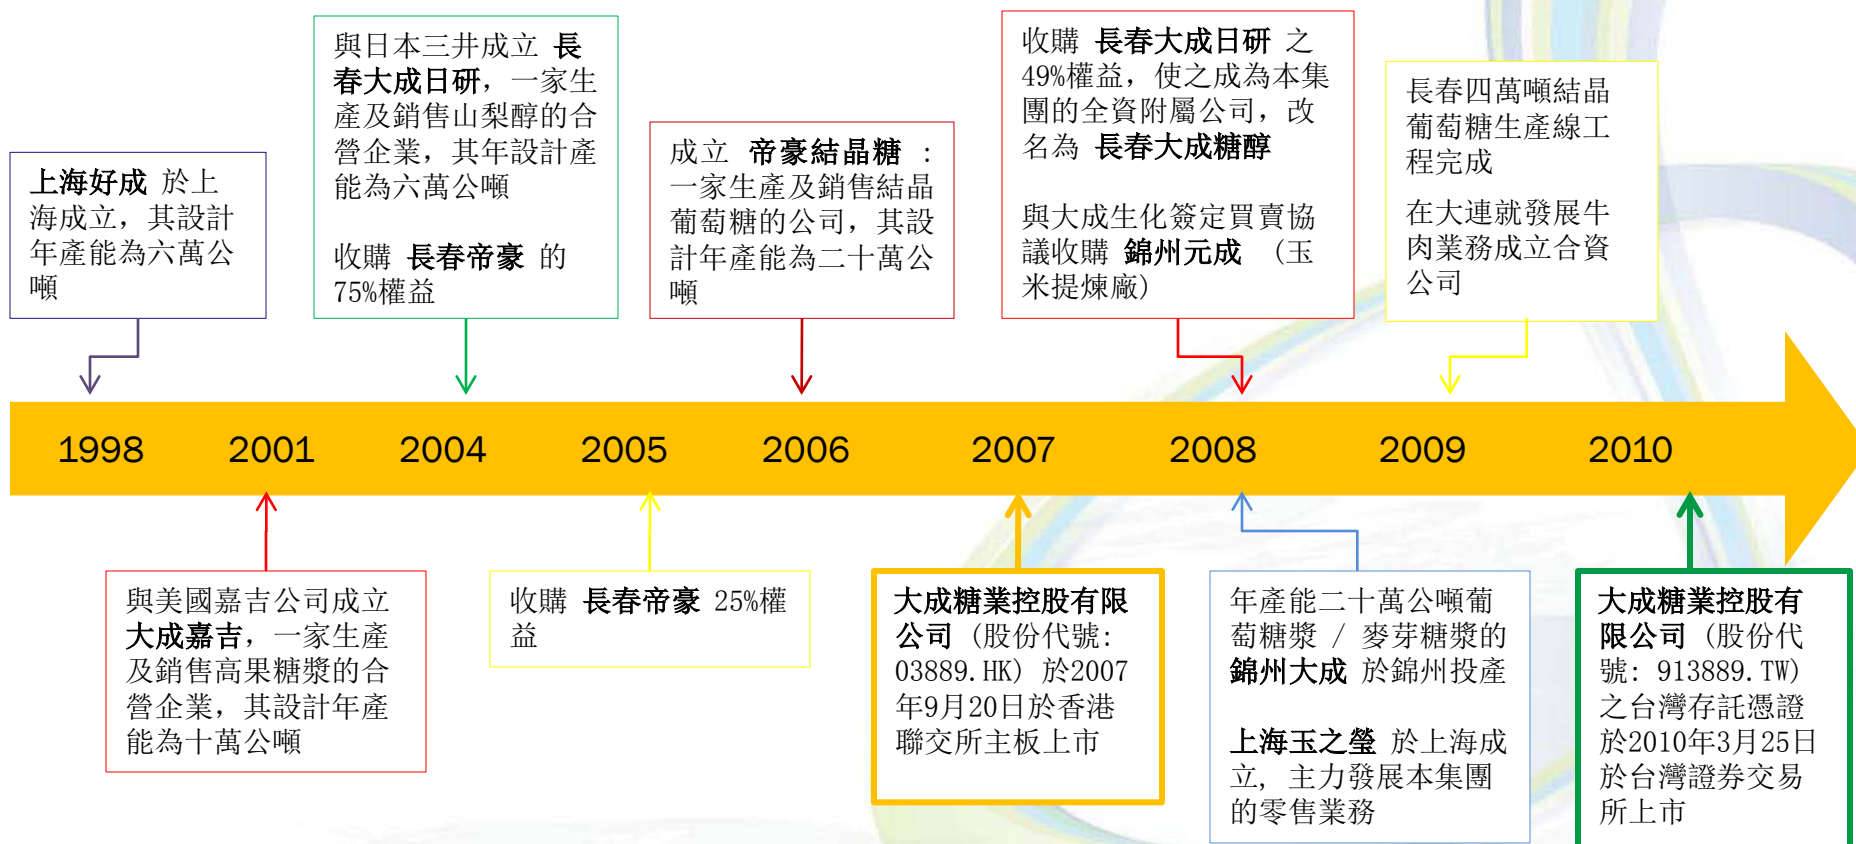 與日本三井成立 長
春大成日研，一家生
產及銷售山梨醇的合
營企業，其年設計產
能為六萬公噸
收購 長春帝豪 的
75%權益
收購 長春大成日研 之
49%權益，使之成為本集
團的全資附屬公司，改
名為 長春大成糖醇
與大成生化簽定買賣協
議收購 錦州元成 （玉
米提煉廠）
長春四萬噸結晶
葡萄糖生產線工
程完成
在大連就發展牛
肉業務成立合資
公司
成立 帝豪結晶糖 :
一家生產及銷售結晶
葡萄糖的公司，其設
計年產能為二十萬公
噸
上海好成 於上
海成立，其設計
年產能為六萬公
噸
1998 2001 2004 2005 2006 2007 2008 2009 2010
與美國嘉吉公司成立
大成嘉吉，一家生產
及銷售高果糖漿的合
營企業，其設計年產
能為十萬公噸
收購 長春帝豪 25%權
益
大成糖業控股有限
公司 (股份代號:
03889.HK) 於2007
年9月20日於香港
聯交所主板上市
年產能二十萬公噸葡
萄糖漿 / 麥芽糖漿的
錦州大成 於錦州投產
上海玉之瑩 於上海成
立, 主力發展本集團
的零售業務
大成糖業控股有
限公司 (股份代
號: 913889.TW)
之台灣存託憑證
於2010年3月25日
於台灣證券交易
所上市